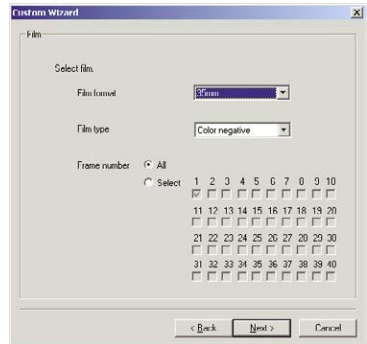 Custom Wizard
Film
Select film.
Film format 35mm
Film type Color negative
Frame number All
Select
1 2 3 4 5 6 7 8 9 10
11 12 13 14 15 16 17 18 19 20
21 22 23 24 25 26 27 28 29 30
31 32 33 34 35 36 37 38 39 40
< Back Next > Cancel